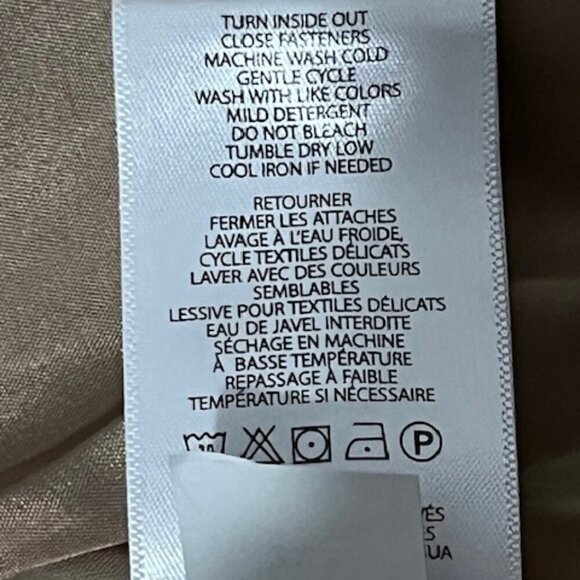 TURN INSIDE OUT
CLOSE FASTENERS
MACHINE WASH COLD
GENTLE CYCLE
WASH WITH LIKE COLORS
MILD DETERGENT
DO NOT BLEACH
TUMBLE DRY LOW
COOL IRON IF NEEDED
RETOURNER
FERMER LES ATTACHES
LAVAGE À L'EAU FROIDE,
CYCLE TEXTILES DÉLICATS
LAVER AVEC DES COULEURS
SEMBLABLES
LESSIVE POUR TEXTILES DÉLICATS
EAU DE JAVEL INTERDITE
SÉCHAGE EN MACHINE
À BASSE TEMPÉRATURE
REPASSAGE À FAIBLE
TEMPÉRATURE SI NÉCESSAIRE
P